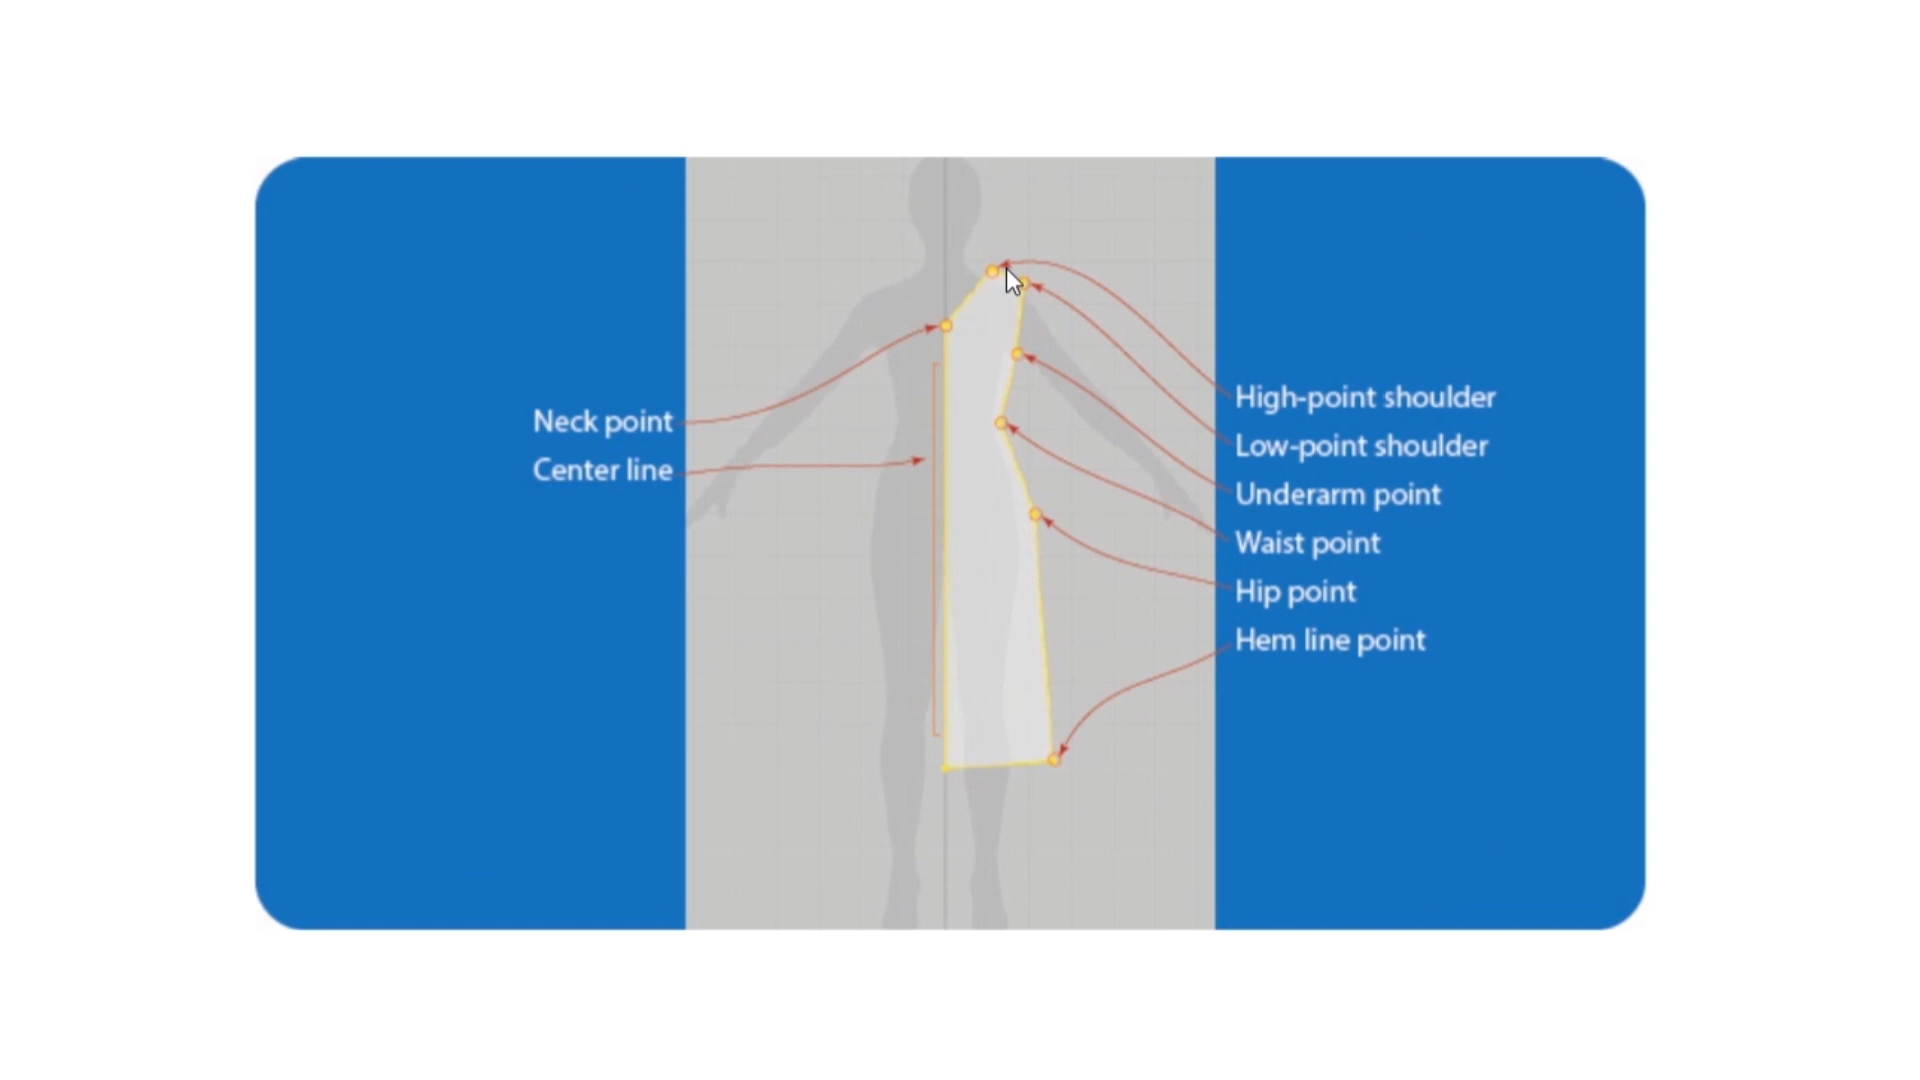 Neck point
Center line
High-point shoulder
Low-point shoulder
Underarm point
Waist point
Hip point
Hem line point